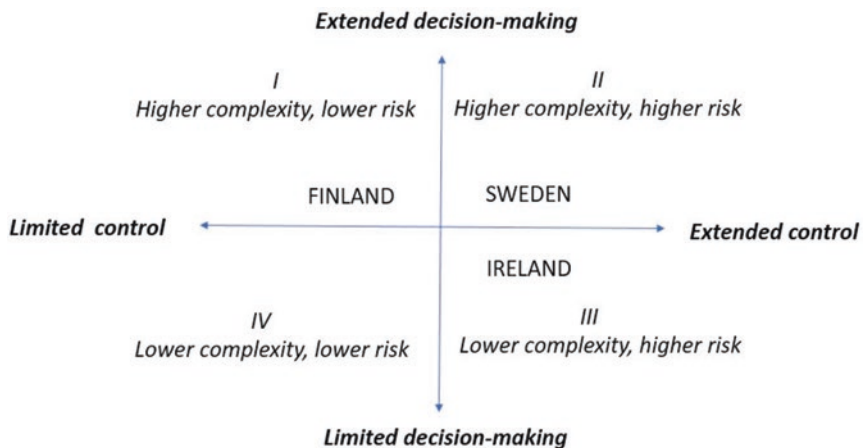 Extended decision-making
I
Higher complexity, lower risk
II
Higher complexity, higher risk
FINLAND
SWEDEN
Limited control
Extended control
IRELAND
IV
Lower complexity, lower risk
III
Lower complexity, higher risk
Limited decision-making